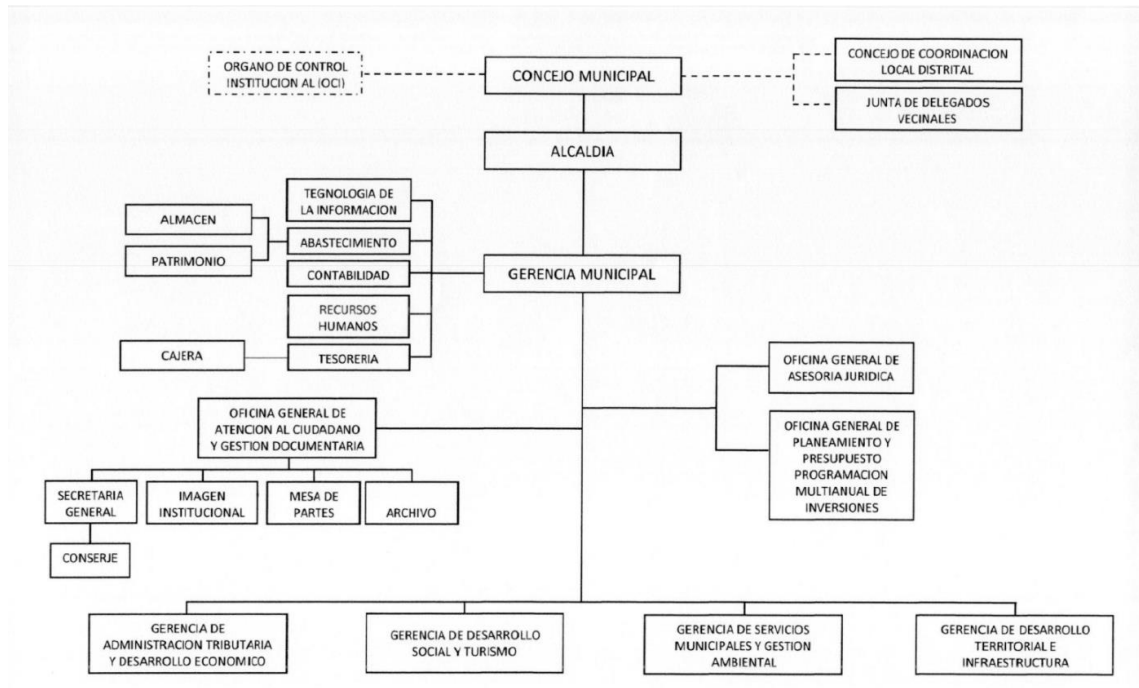 ORGANO DE CONTROL
INSTITUCION AL (OCI)
CONCEJO MUNICIPAL
CONCEJO DE COORDINACION
LOCAL DISTRITAL
JUNTA DE DELEGADOS
VECINALES
ALCALDIA
TEGNOLOGIA DE
LA INFORMACION
ALMACEN
ABASTECIMIENTO
PATRIMONIO
CONTABILIDAD
GERENCIA MUNICIPAL
RECURSOS
HUMANOS
CAJERA
TESORERIA
OFICINA GENERAL DE
ASESORIA JURIDICA
OFICINA GENERAL DE
ATENCION AL CIUDADANO
Y GESTION DOCUMENTARIA
OFICINA GENERAL DE
PLANEAMIENTO Y
PRESUPUESTO
PROGRAMACION
MULTIANUAL DE
INVERSIONES
SECRETARIA
GENERAL
IMAGEN
INSTITUCIONAL
MESA DE
PARTES
ARCHIVO
CONSERJE
GERENCIA DE
ADMINISTRACION TRIBUTARIA
Y DESARROLLO ECONOMICO
GERENCIA DE DESARROLLO
SOCIAL Y TURISMO
GERENCIA DE SERVICIOS
MUNICIPALES Y GESTION
AMBIENTAL
GERENCIA DE DESARROLLO
TERRITORIAL E
INFRAESTRUCTURA